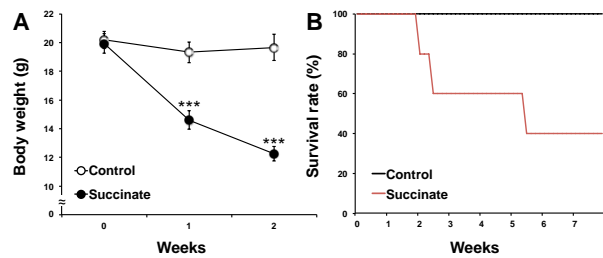 A
Body weight (g)
22
20
18
16
14
12
10
8
6
≈
0
***
***
Control
Succinate
0 1 2
Weeks
B
Survival rate (%)
100
80
60
40
20
0
Control
Succinate
0 1 2 3 4 5 6 7
Weeks